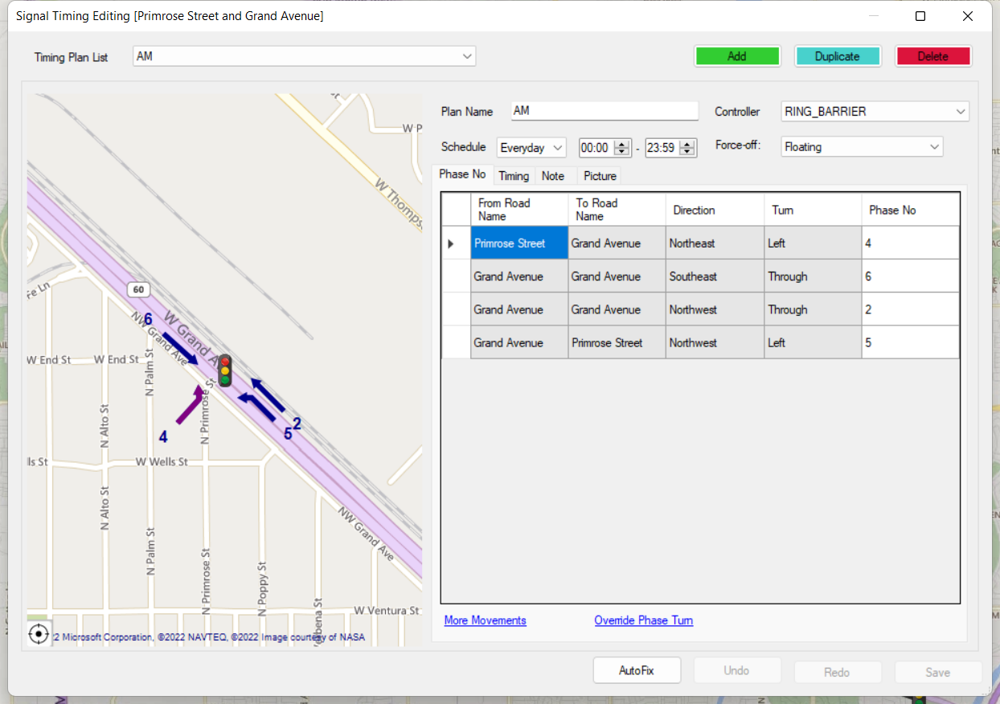 Signal Timing Editing [Primrose Street and Grand Avenue]
Timing Plan List
AM
Add
Duplicate
Delete
Plan Name
AM
Controller
RING_BARRIER
Schedule
Everyday
00:00
-
23:59
Force-off:
Floating
Phase No
Timing
Note
Picture
From Road Name
To Road Name
Direction
Turn
Phase No
Primrose Street
Grand Avenue
Northeast
Left
4
Grand Avenue
Grand Avenue
Southeast
Through
6
Grand Avenue
Grand Avenue
Northwest
Through
2
Grand Avenue
Primrose Street
Northwest
Left
5
More Movements
Override Phase Turn
AutoFix
Undo
Redo
Save
W P
W Thomps
60
re Ln
6
W Grand A
NW Grand Ave
W End St
W End St
N Palm St
N Alto St
N Primrose St
4
2
5
ls St
W Wells St
N Alto St
N Palm St
N Primrose St
N Poppy St
NW Grand Ave
W Ventura St
erbena St
2 Microsoft Corporation, ©2022 NAVTEQ, ©2022 Image courtesy of NASA